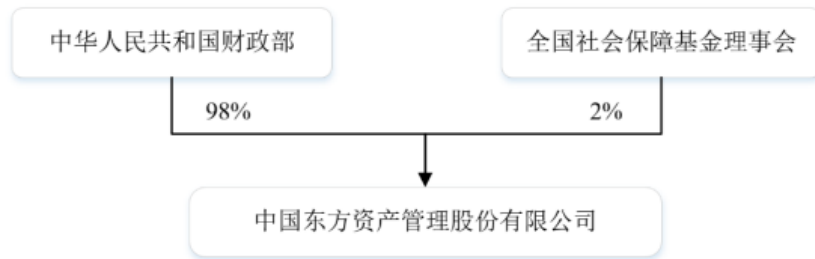 中华人民共和国财政部
全国社会保障基金理事会
98%
2%
中国东方资产管理股份有限公司